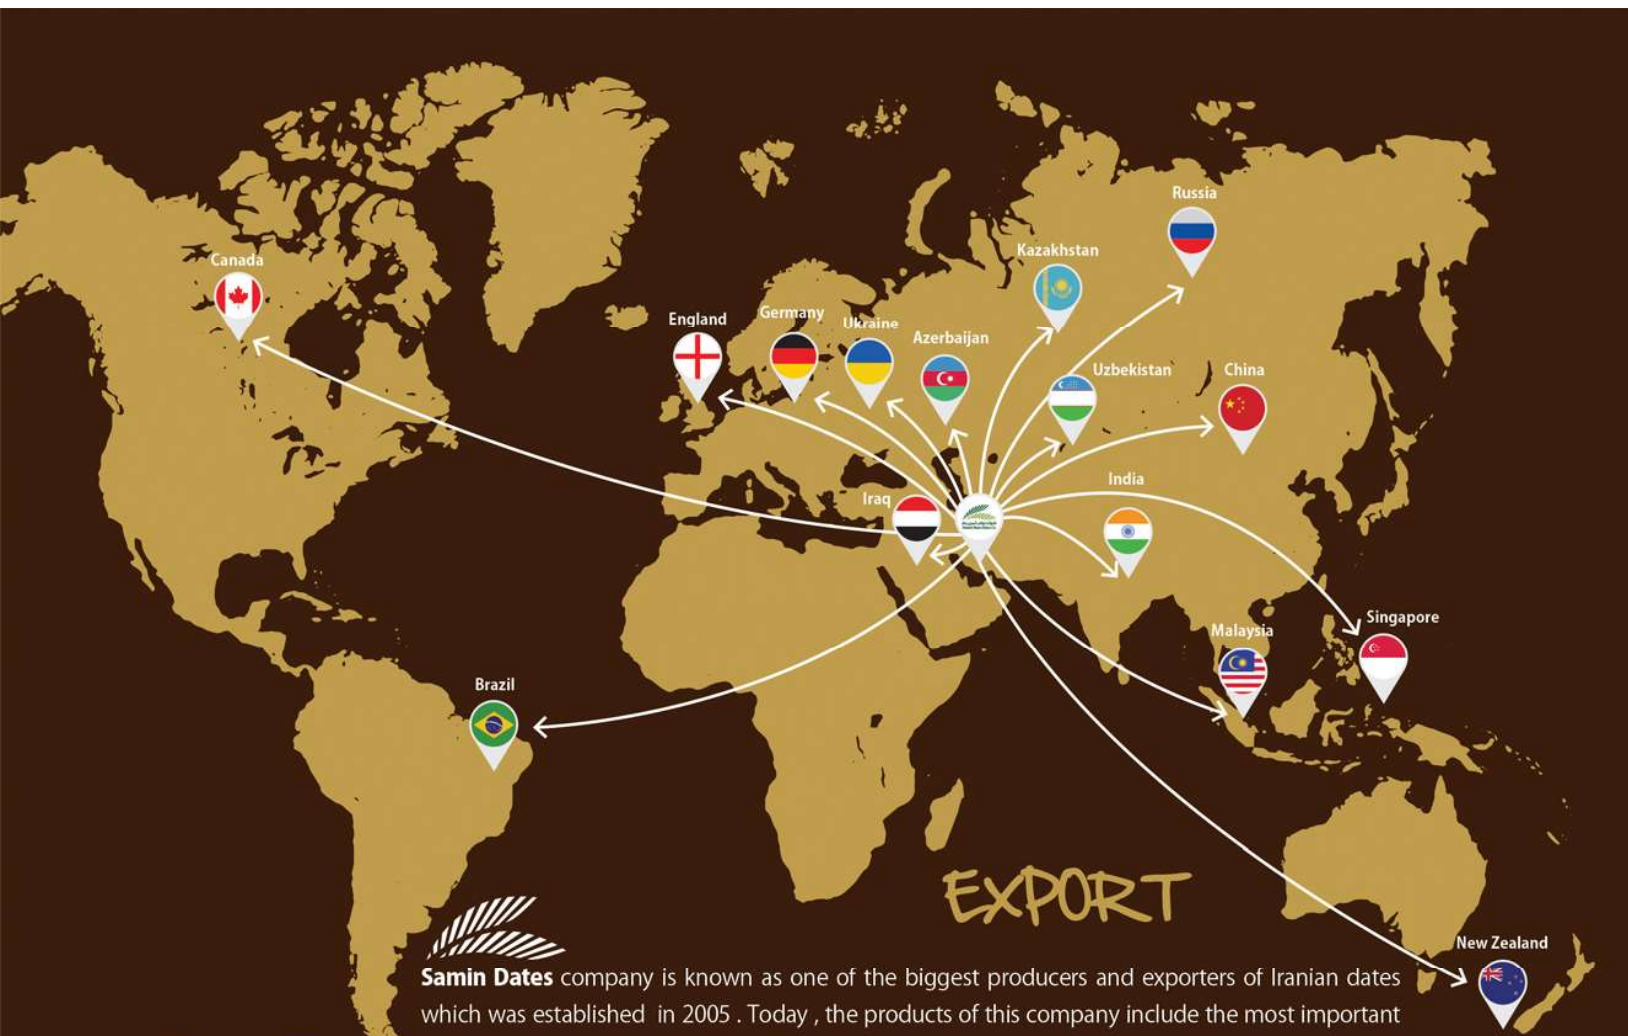 Russia
Kazakhstan
Canada
Germany
England
Ukraine
Azerbaijan
Uzbekistan
China
India
Iraq
Singapore
Malaysia
Brazil
EXPORT
New Zealand
Samin Dates company is known as one of the biggest producers and exporters of Iranian dates
which was established in 2005 . Today , the products of this company include the most important